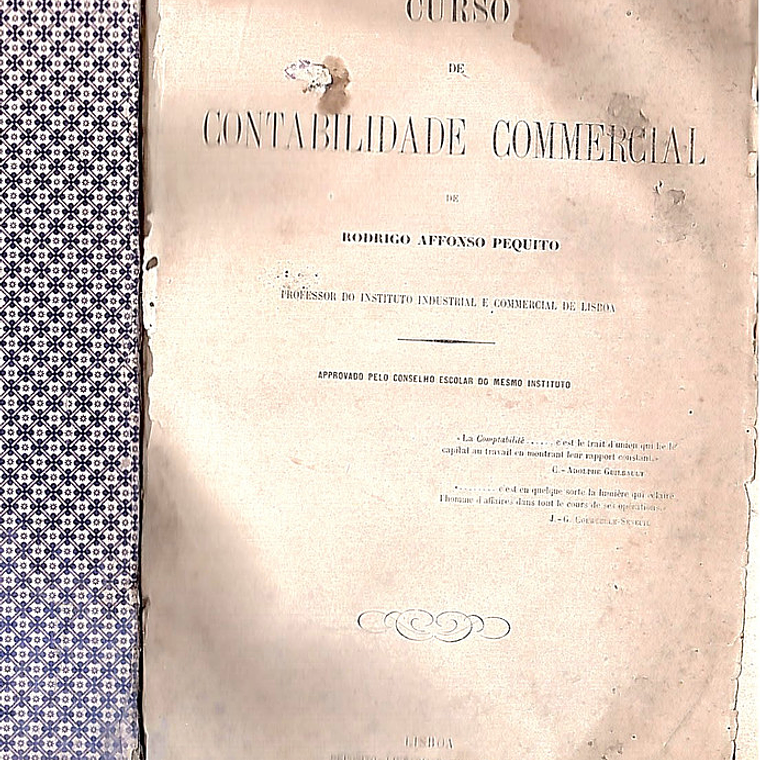 CURSO
DE
CONTABILIDADE COMMERCIAL
DE
RODRIGO AFFONSO PEQUITO
PROFESSOR DO INSTITUTO INDUSTRIAL E COMMERCIAL DE LISBOA
APPROVADO PELO CONSELHO ESCOLAR DO MESMO INSTITUTO
«La Comptabilité ...... c'est le trait d'union qui lie le
capital au travail en montrant leur rapport constant.»
C.-ADOLPHE GUILBAULT
«........ c'est en quelque sorte la lumière qui éclaire
l'homme d'affaires dans tout le cours de ses opérations.»
J.-G.
LISBOA